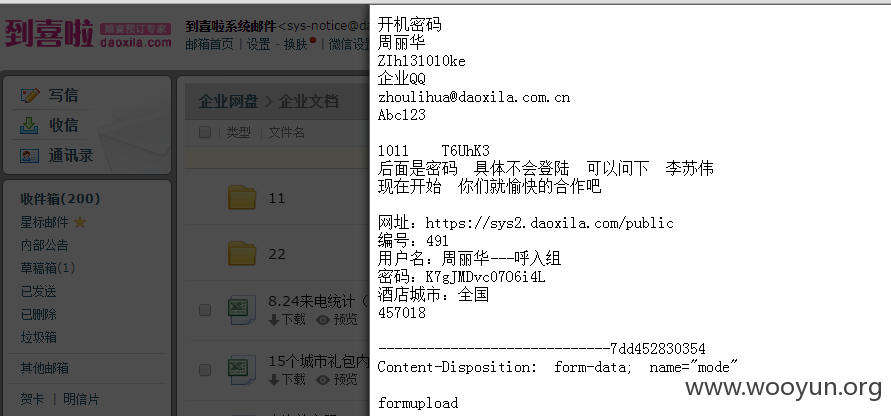 到喜啦
婚宴预订专家
daoxila.com
到喜啦系统邮件<sys-notice@da
邮箱首页 | 设置 - 换肤 | 微信设
写信
收信
通讯录
收件箱(200)
星标邮件
内部公告
草稿箱(1)
已发送
已删除
垃圾箱
其他邮箱
贺卡 | 明信片
企业网盘 > 企业文档
类型 | 文件名
11
22
8.24来电统计(
下载 预览
15个城市礼包内
下载 预览
开机密码
周丽华
ZIh131010ke
企业QQ
zhoulihua@daoxila.com.cn
Abc123
1011 T6UhK3
后面是密码 具体不会登陆 可以问下 李苏伟
现在开始 你们就愉快的合作吧
网址：https://sys2.daoxila.com/public
编号：491
用户名：周丽华---呼入组
密码：K7gJMDvc07O6i4L
酒店城市：全国
457018
-----------------------------7dd452830354
Content-Disposition: form-data; name="mode"
formupload
www.wooyun.org